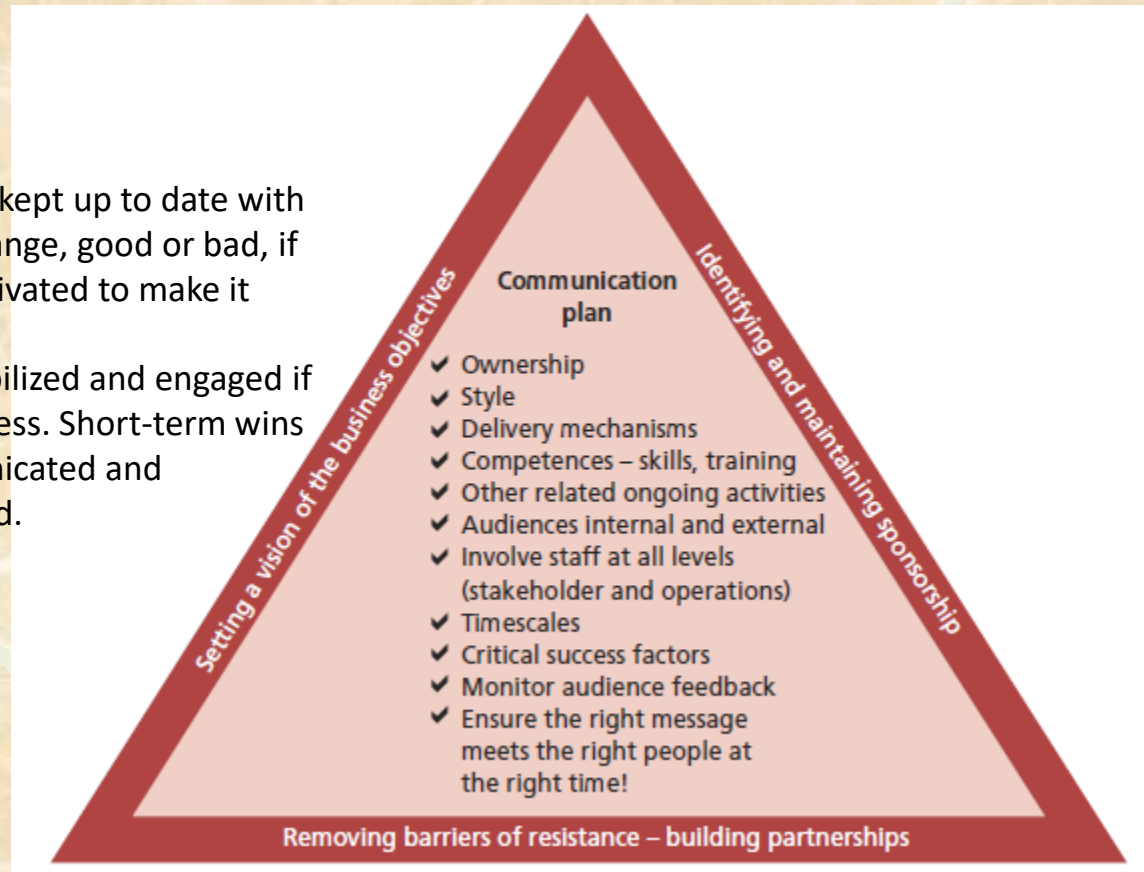 kept up to date with
ange, good or bad, if
ivated to make it
bilized and engaged if
ess. Short-term wins
nicated and
d.
Setting a vision of the business objectives
Identifying and maintaining sponsorship
Communication
plan
✔ Ownership
✔ Style
✔ Delivery mechanisms
✔ Competences – skills, training
✔ Other related ongoing activities
✔ Audiences internal and external
✔ Involve staff at all levels
(stakeholder and operations)
✔ Timescales
✔ Critical success factors
✔ Monitor audience feedback
✔ Ensure the right message
meets the right people at
the right time!
Removing barriers of resistance – building partnerships